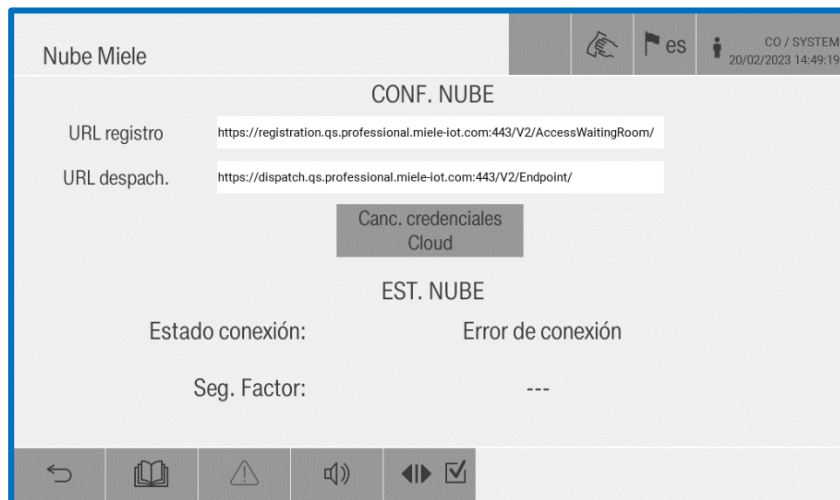 Nube Miele
es
CO / SYSTEM
20/02/2023 14:49:19
CONF. NUBE
URL registro https://registration.qs.professional.miele-iot.com:443/V2/AccessWaitingRoom/
URL despach. https://dispatch.qs.professional.miele-iot.com:443/V2/Endpoint/
Canc. credenciales
Cloud
EST. NUBE
Estado conexión: Error de conexión
Seg. Factor: ---